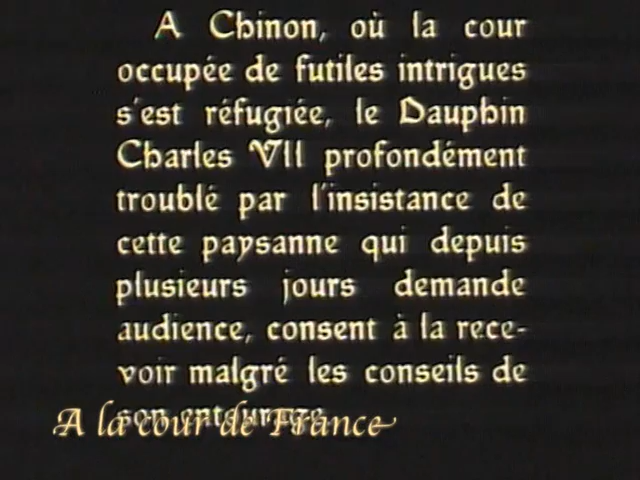 A Chinon, où la cour
occupée de futiles intrigues
s'est réfugiée, le Dauphin
Charles VII profondément
troublé par l'insistance de
cette paysanne qui depuis
plusieurs jours demande
audience, consent à la rece-
voir malgré les conseils de
son entourage
A la cour de France